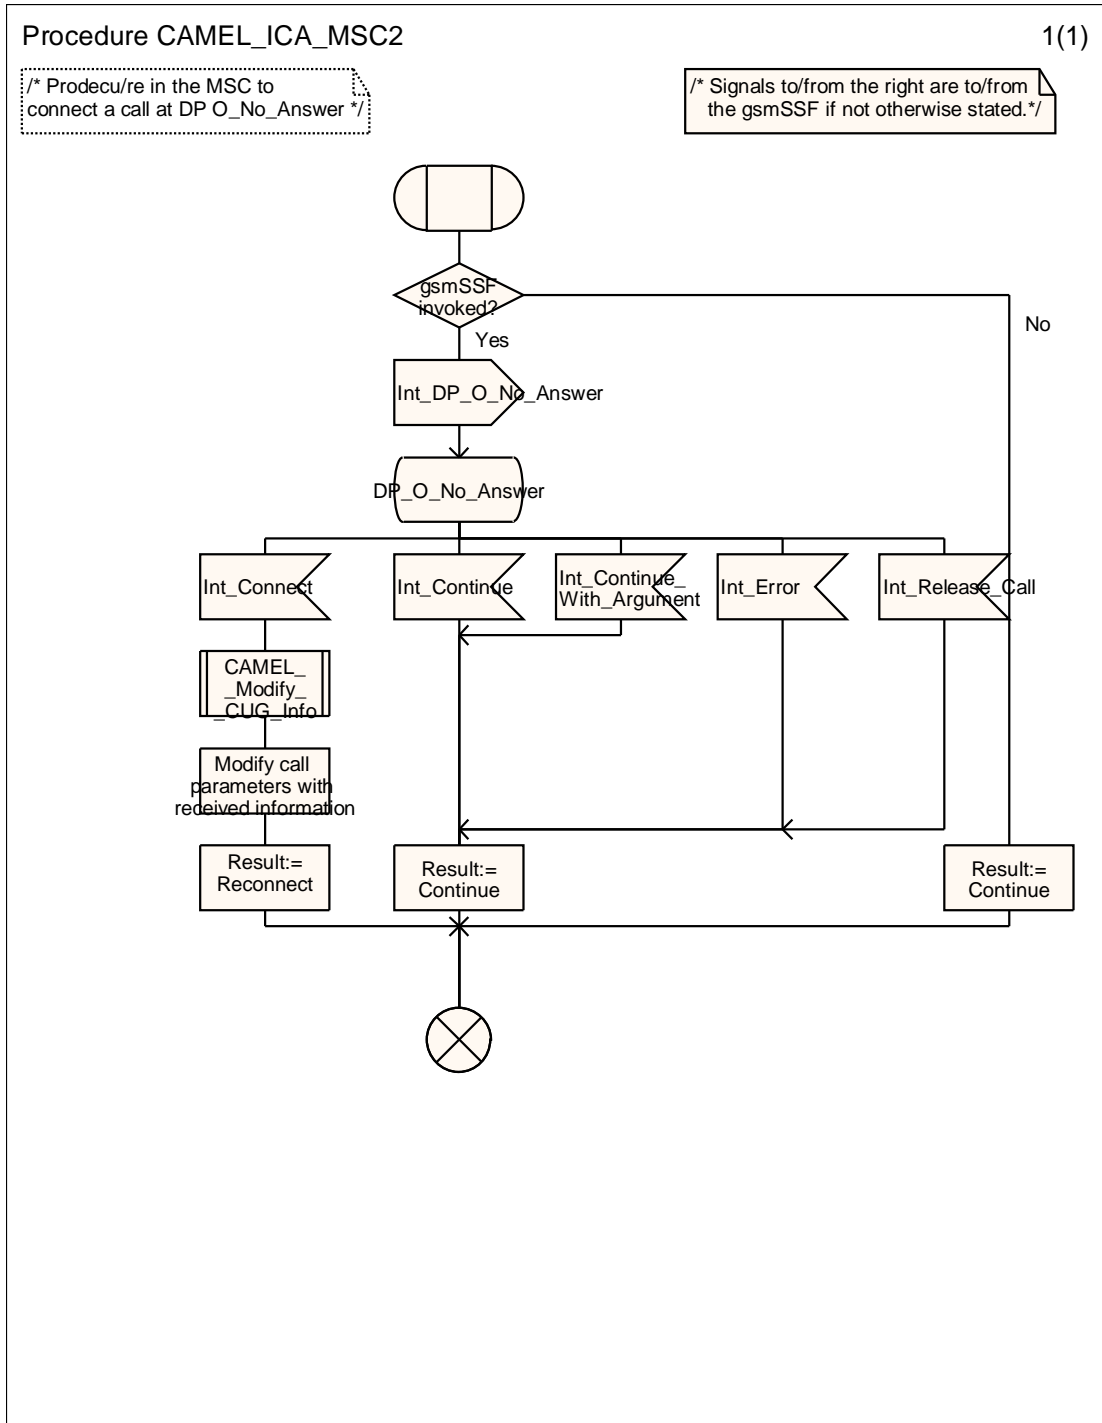 Procedure CAMEL_ICA_MSC2
1(1)
/* Prodecu/re in the MSC to
connect a call at DP O_No_Answer */
/* Signals to/from the right are to/from
the gsmSSF if not otherwise stated.*/
gsmSSF
invoked?
No
Yes
Int_DP_O_No_Answer
DP_O_No_Answer
Int_Connect
Int_Continue
Int_Continue_
With_Argument
Int_Error
Int_Release_Call
CAMEL_
_Modify_
_CUG_Info
Modify call
parameters with
received information
Result:=
Reconnect
Result:=
Continue
Result:=
Continue